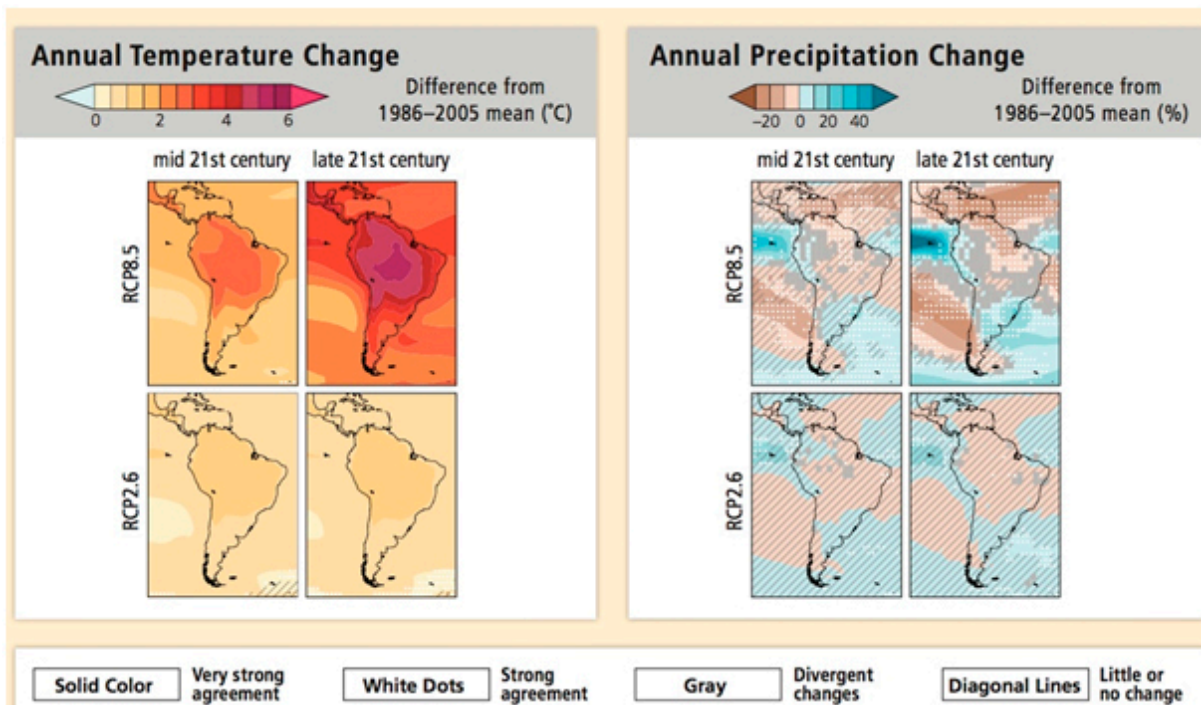 Annual Temperature Change
Difference from
1986–2005 mean (˚C)
0 2 4 6
mid 21st century late 21st century
RCP8.5
RCP2.6
Annual Precipitation Change
Difference from
1986–2005 mean (%)
–20 0 20 40
mid 21st century late 21st century
RCP8.5
RCP2.6
Solid Color
Very strong
agreement
White Dots
Strong
agreement
Gray
Divergent
changes
Diagonal Lines
Little or
no change